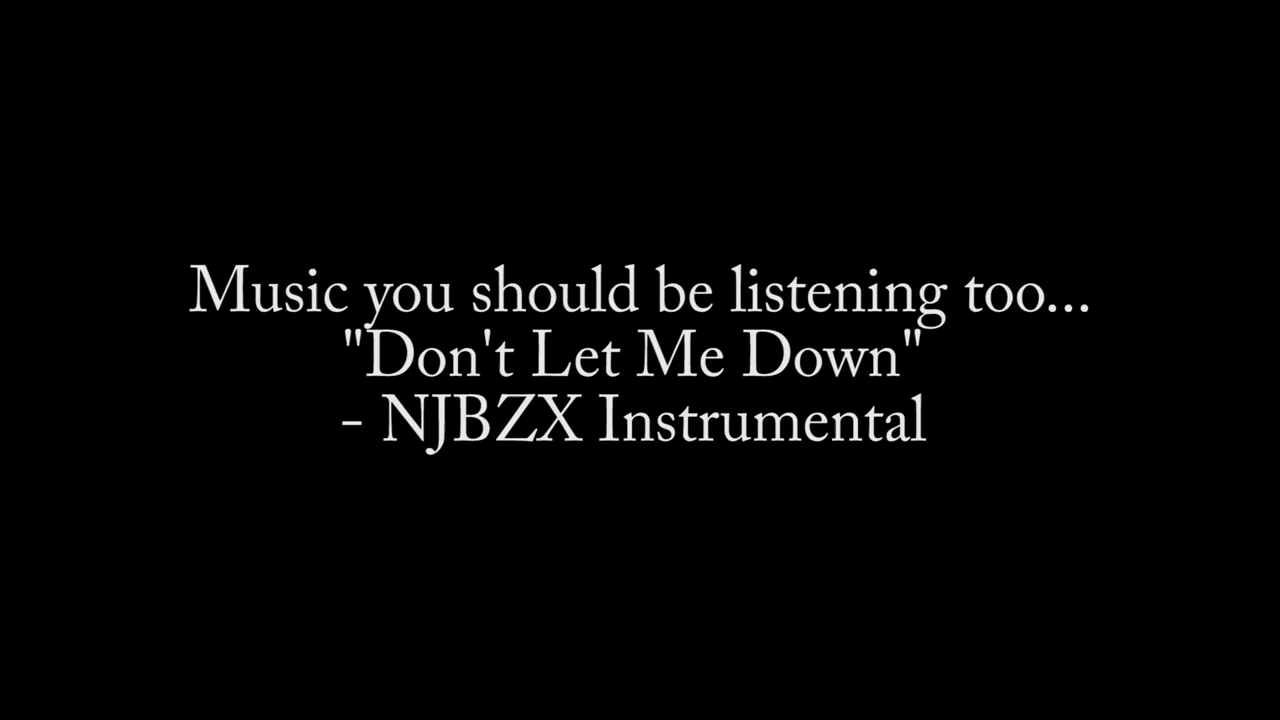 Music you should be listening too...
"Don't Let Me Down"
- NJBZX Instrumental